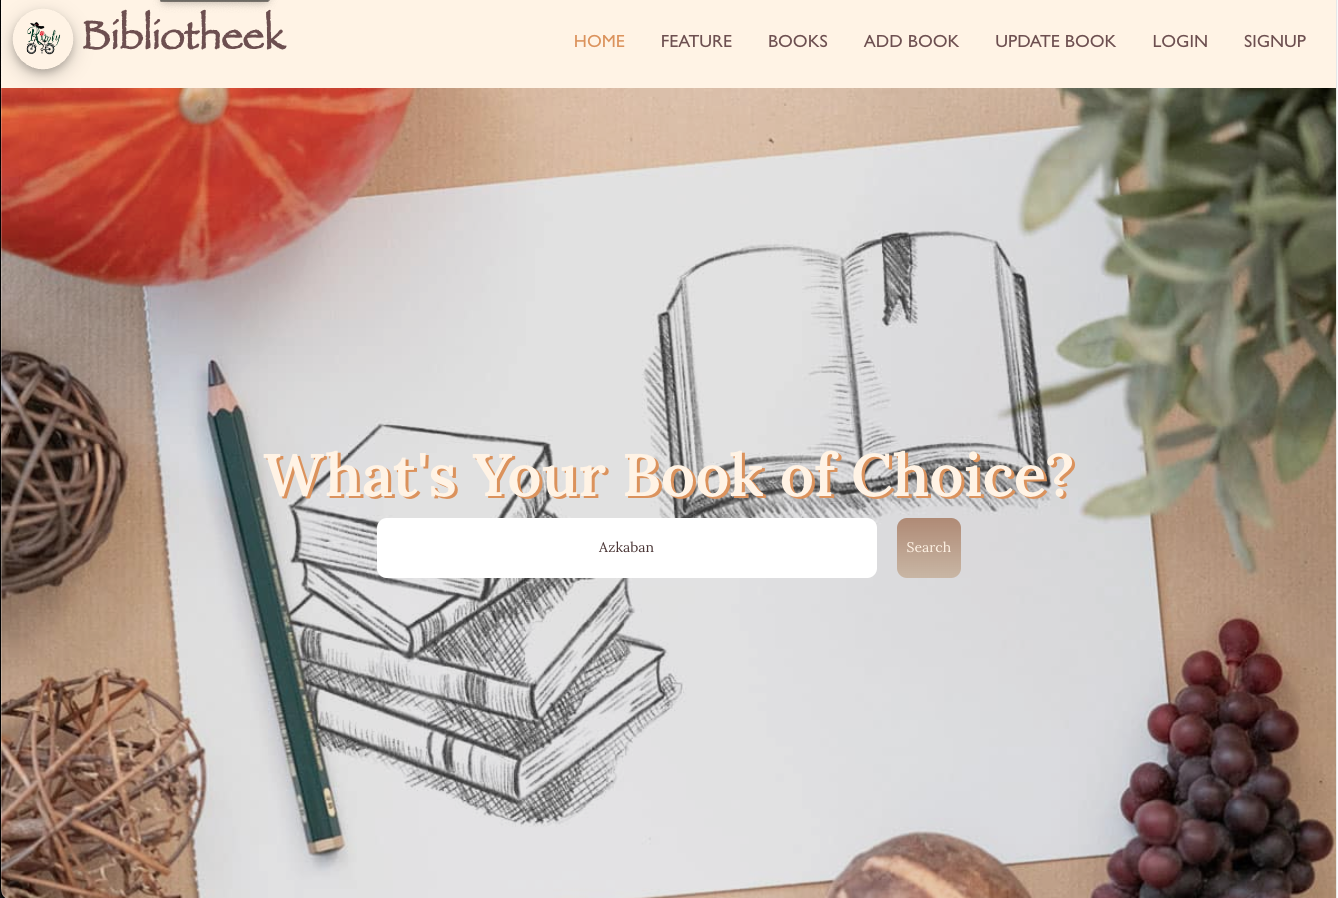 Bibliotheek
HOME FEATURE BOOKS ADD BOOK UPDATE BOOK LOGIN SIGNUP
What's Your Book of Choice?
Azkaban Search